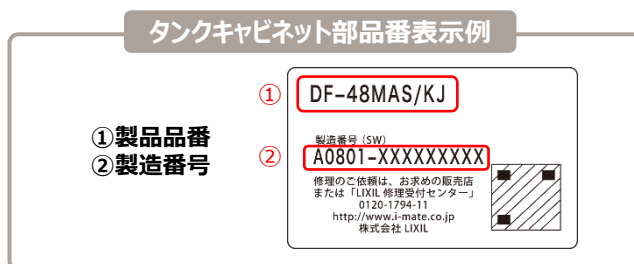 タンクキャビネット部品番表示例
①製品品番
②製造番号
① DF-48MAS/KJ
製造番号(SW)
② A0801-XXXXXXXXX
修理のご依頼は、お求めの販売店
または「LIXIL 修理受付センター」
0120-1794-11
http://www.i-mate.co.jp
株式会社 LIXIL